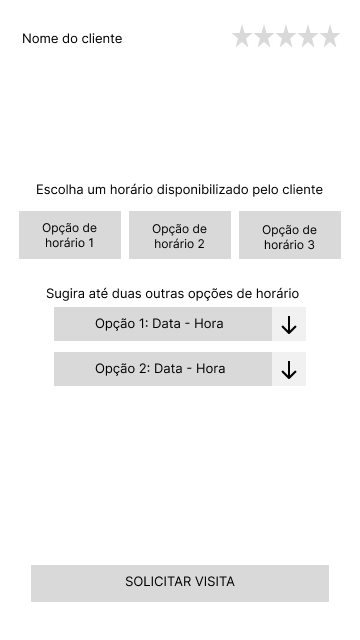 Nome do cliente
Escolha um horário disponibilizado pelo cliente
Opção de
horário 1
Opção de
horário 2
Opção de
horário 3
Sugira até duas outras opções de horário
Opção 1: Data - Hora
Opção 2: Data - Hora
SOLICITAR VISITA